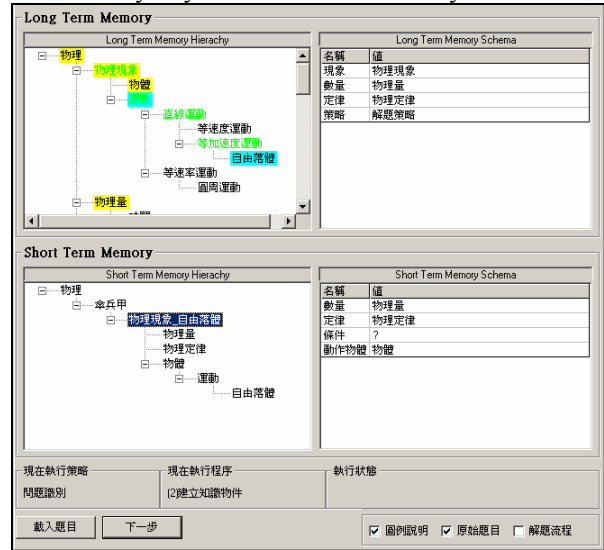 Long Term Memory
Long Term Memory Hierachy
物理
物理現象
物體
運動
直線運動
等速度運動
等加速度運動
自由落體
等速率運動
圓周運動
物理量
Long Term Memory Schema
名稱 值
現象 物理現象
數量 物理量
定律 物理定律
策略 解題策略
Short Term Memory
Short Term Memory Hierachy
物理
傘兵甲
物理現象_自由落體
物理量
物理定律
物體
運動
自由落體
Short Term Memory Schema
名稱 值
數量 物理量
定律 物理定律
條件 ?
動作物體 物體
現在執行策略
問題識別
現在執行程序
(2)建立知識物件
執行狀態
載入題目 下一步 圖例說明 原始題目 解題流程